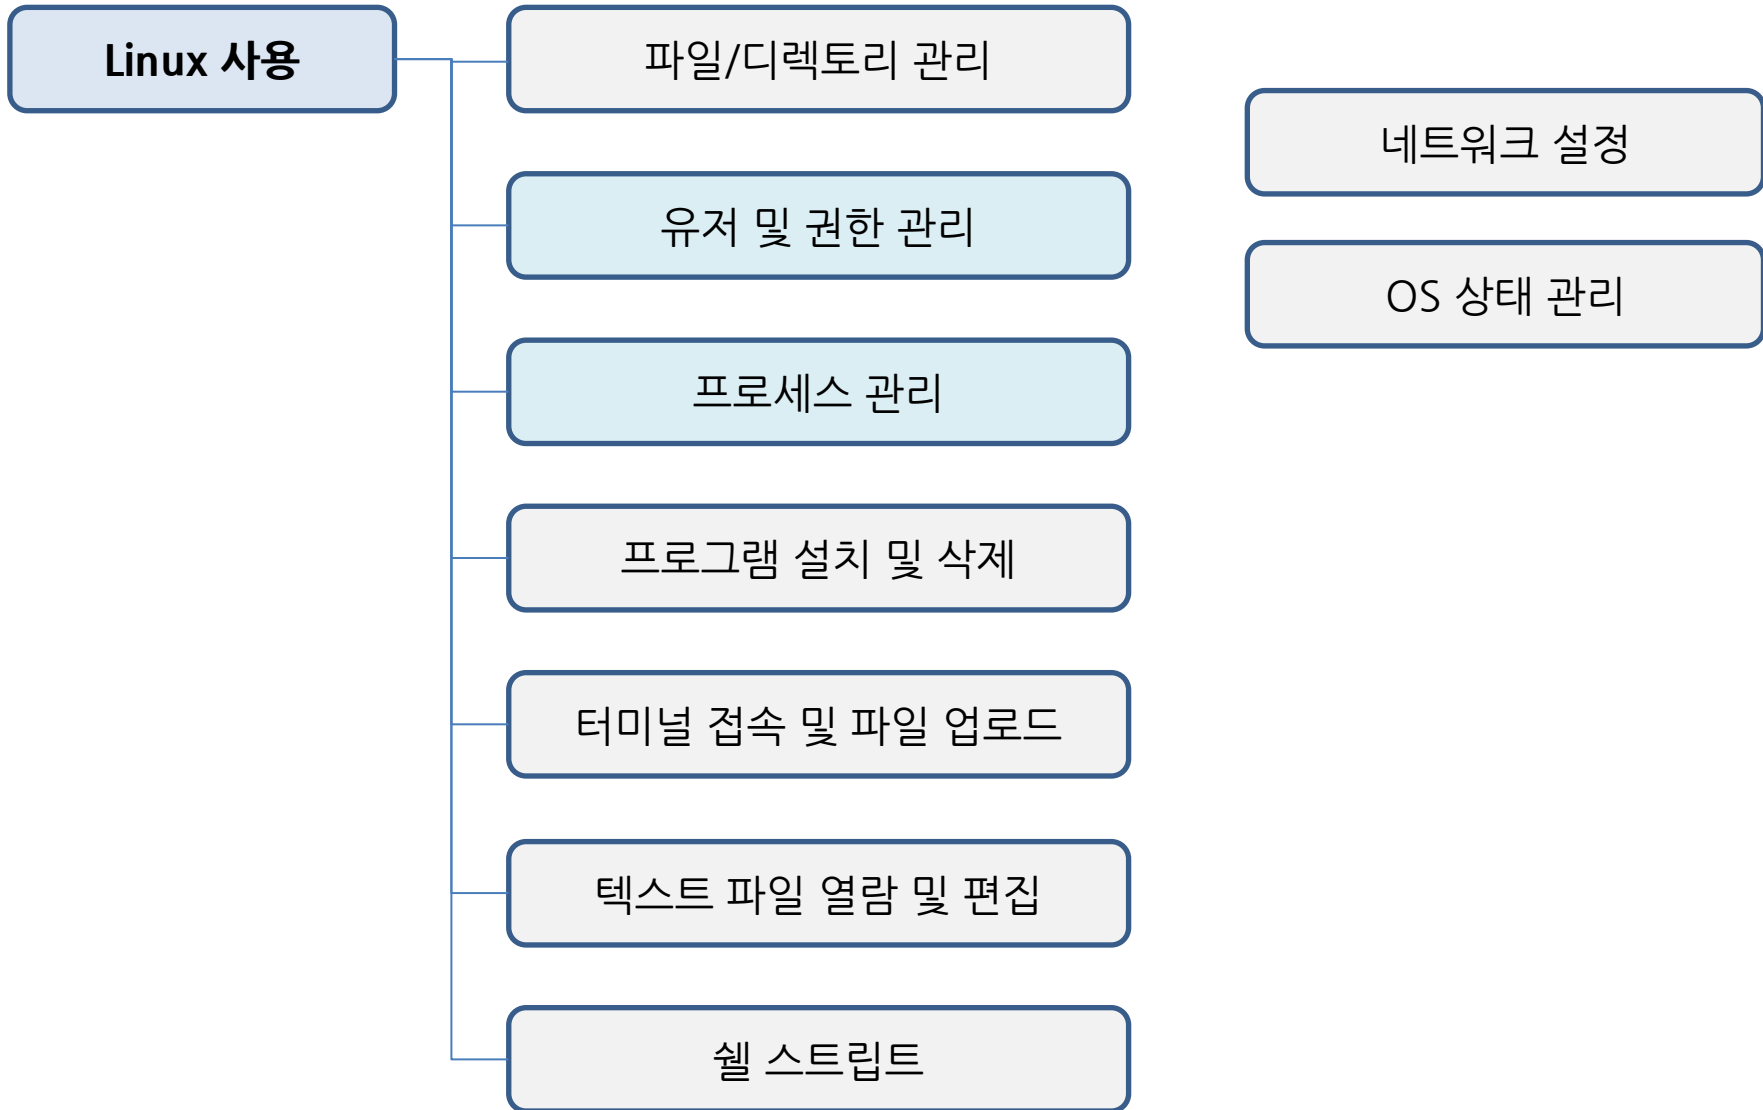 Linux 사용
파일/디렉토리 관리
유저 및 권한 관리
프로세스 관리
프로그램 설치 및 삭제
터미널 접속 및 파일 업로드
텍스트 파일 열람 및 편집
쉘 스트립트
네트워크 설정
OS 상태 관리